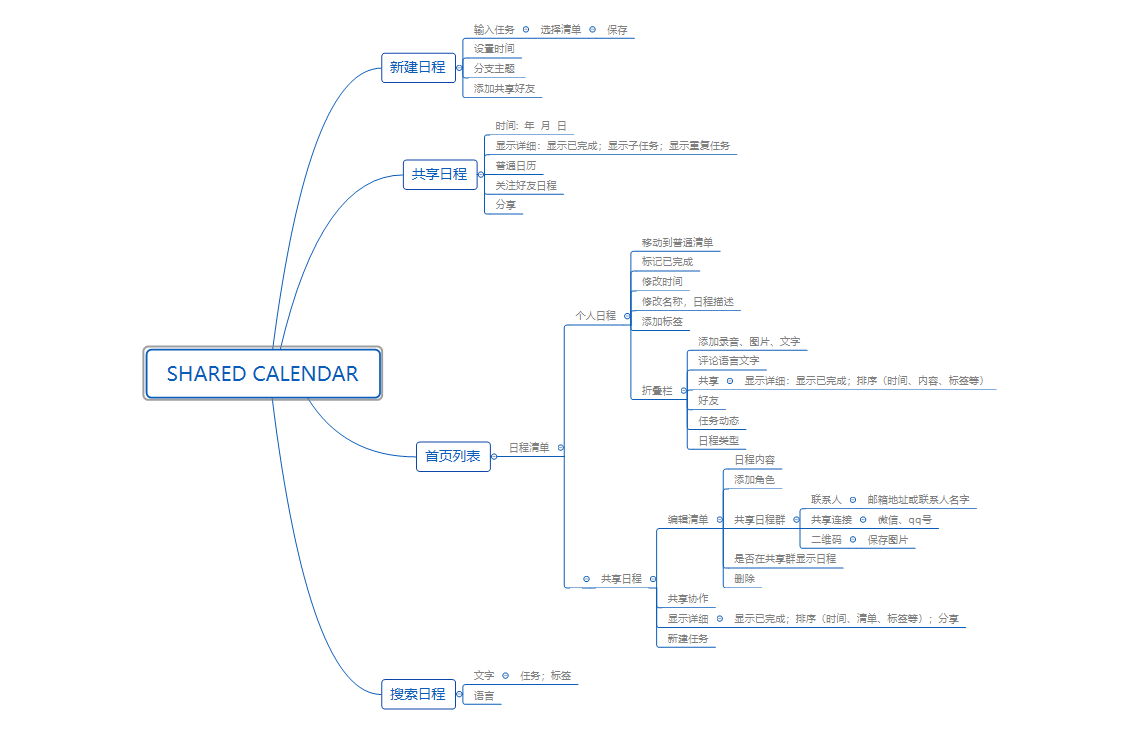 SHARED CALENDAR
新建日程
输入任务 选择清单 保存
设置时间
分支主题
添加共享好友
共享日程
时间: 年 月 日
显示详细：显示已完成；显示子任务；显示重复任务
普通日历
关注好友日程
分享
首页列表
日程清单
个人日程
移动到普通清单
标记已完成
修改时间
修改名称，日程描述
添加标签
折叠栏
添加录音、图片、文字
评论语言文字
共享 显示详细：显示已完成；排序（时间、内容、标签等）
好友
任务动态
日程类型
共享日程
编辑清单
日程内容
添加角色
共享日程群
联系人 邮箱地址或联系人名字
共享连接 微信、qq号
二维码 保存图片
是否在共享群显示日程
删除
共享协作
显示详细 显示已完成；排序（时间、清单、标签等）；分享
新建任务
搜索日程
文字 任务；标签
语言